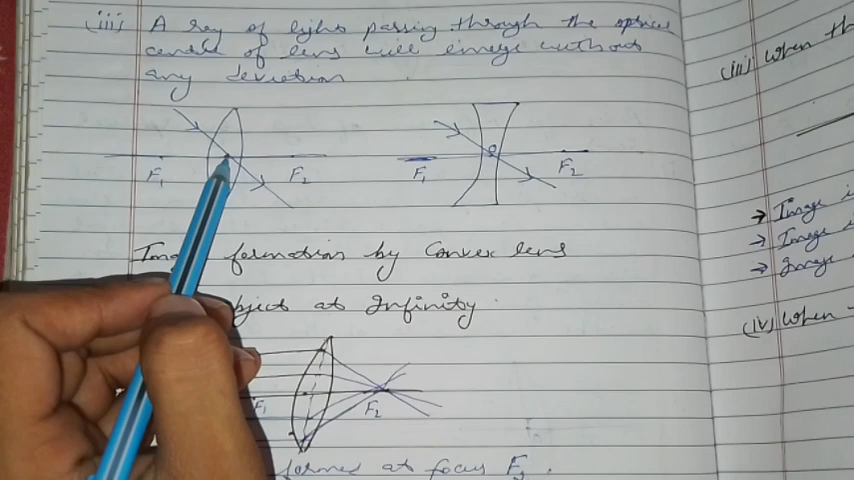 (iii) A ray of light passing through the optical
centre of lens will emerge without
any deviation
F1 F2
F1 O F2
formation by Convex lens
object at Infinity
F1 F2
formed at focus F2.
(iii) When th
→ Image i
→ Image
→ Image
(iv) When